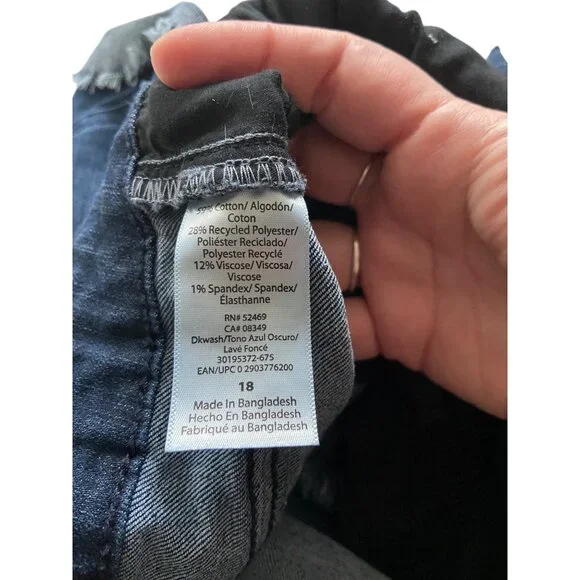 59% Cotton/ Algodón/
Coton
28% Recycled Polyester/
Poliéster Reciclado/
Polyester Recyclé
12% Viscose/ Viscosa/
Viscose
1% Spandex/ Spandex/
Élasthanne
RN# 52469
CA# 08349
Dkwash/Tono Azul Oscuro/
Lavé Foncé
30195372-67S
EAN/UPC 0 2903776200
18
Made In Bangladesh
Hecho En Bangladesh
Fabriqué au Bangladesh